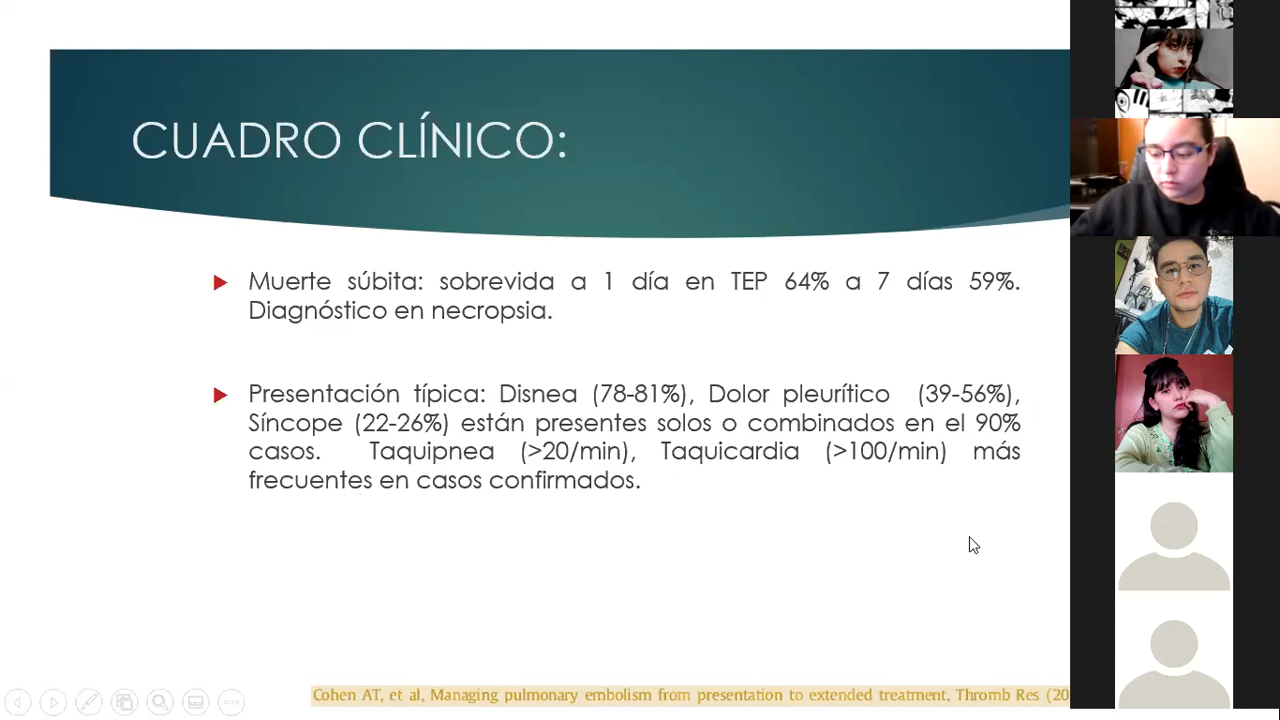 CUADRO CLÍNICO:
Muerte súbita: sobrevida a 1 día en TEP 64% a 7 días 59%.
Diagnóstico en necropsia.
Presentación típica: Disnea (78-81%), Dolor pleurítico (39-56%),
Síncope (22-26%) están presentes solos o combinados en el 90%
casos. Taquipnea (>20/min), Taquicardia (>100/min) más
frecuentes en casos confirmados.
Cohen AT, et al, Managing pulmonary embolism from presentation to extended treatment, Thromb Res (20